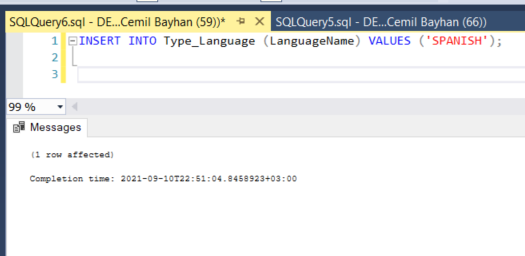 SQLQuery6.sql - DE...Cemil Bayhan (59))* SQLQuery5.sql - DE...Cemil Bayhan (66))
1 INSERT INTO Type_Language (LanguageName) VALUES ('SPANISH');
2
3
99 %
Messages
(1 row affected)
Completion time: 2021-09-10T22:51:04.8458923+03:00